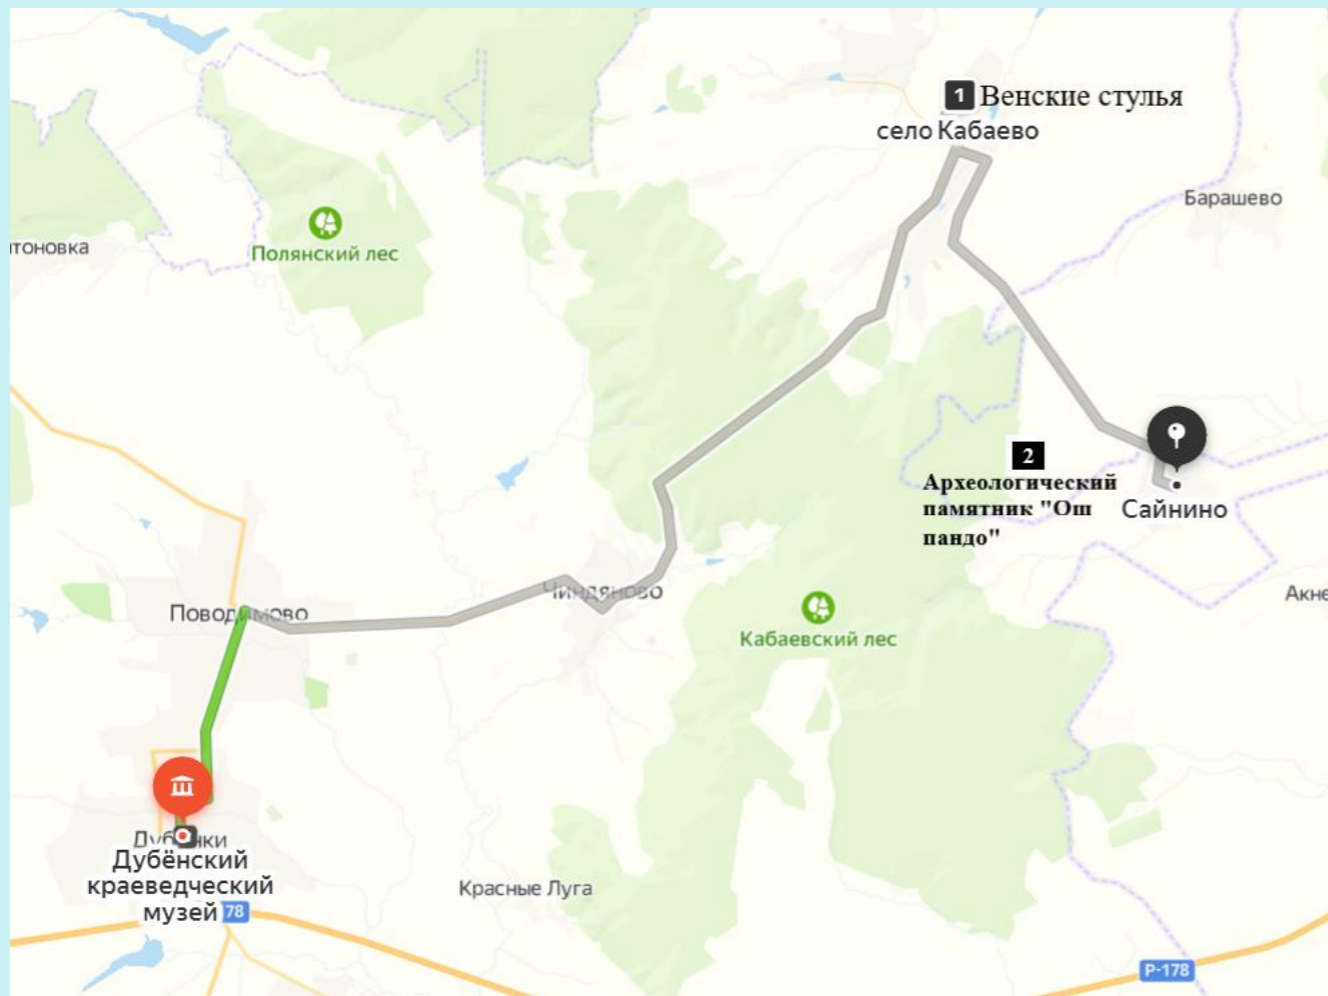 1 Венские стулья
село Кабаево
Барашево
тоновка
Полянский лес
2
Археологический
памятник "Ош
пандо"
Сайнино
Чиндяново
Акне
Поводимово
Кабаевский лес
Дубёнки
Дубёнский
краеведческий
музей 78
Красные Луга
Р-178